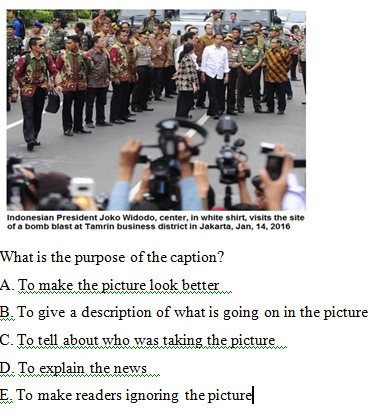 Indonesian President Joko Widodo, center, in white shirt, visits the site
of a bomb blast at Tamrin business district in Jakarta, Jan, 14, 2016
What is the purpose of the caption?
A. To make the picture look better
B. To give a description of what is going on in the picture
C. To tell about who was taking the picture
D. To explain the news
E. To make readers ignoring the picture